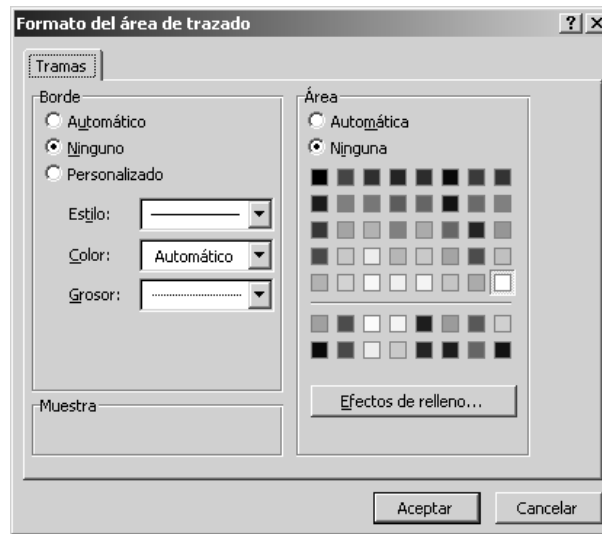 Formato del área de trazado
Tramas
Borde
Automático
Ninguno
Personalizado
Estilo:
Color: Automático
Grosor:
Muestra
Área
Automática
Ninguna
Efectos de relleno...
Aceptar Cancelar